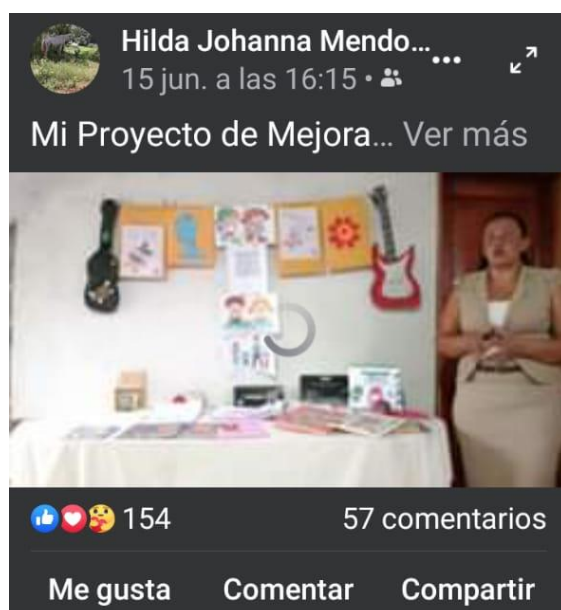 Hilda Johanna Mendo... ...
15 jun. a las 16:15 •
Mi Proyecto de Mejora... Ver más
154 57 comentarios
Me gusta Comentar Compartir